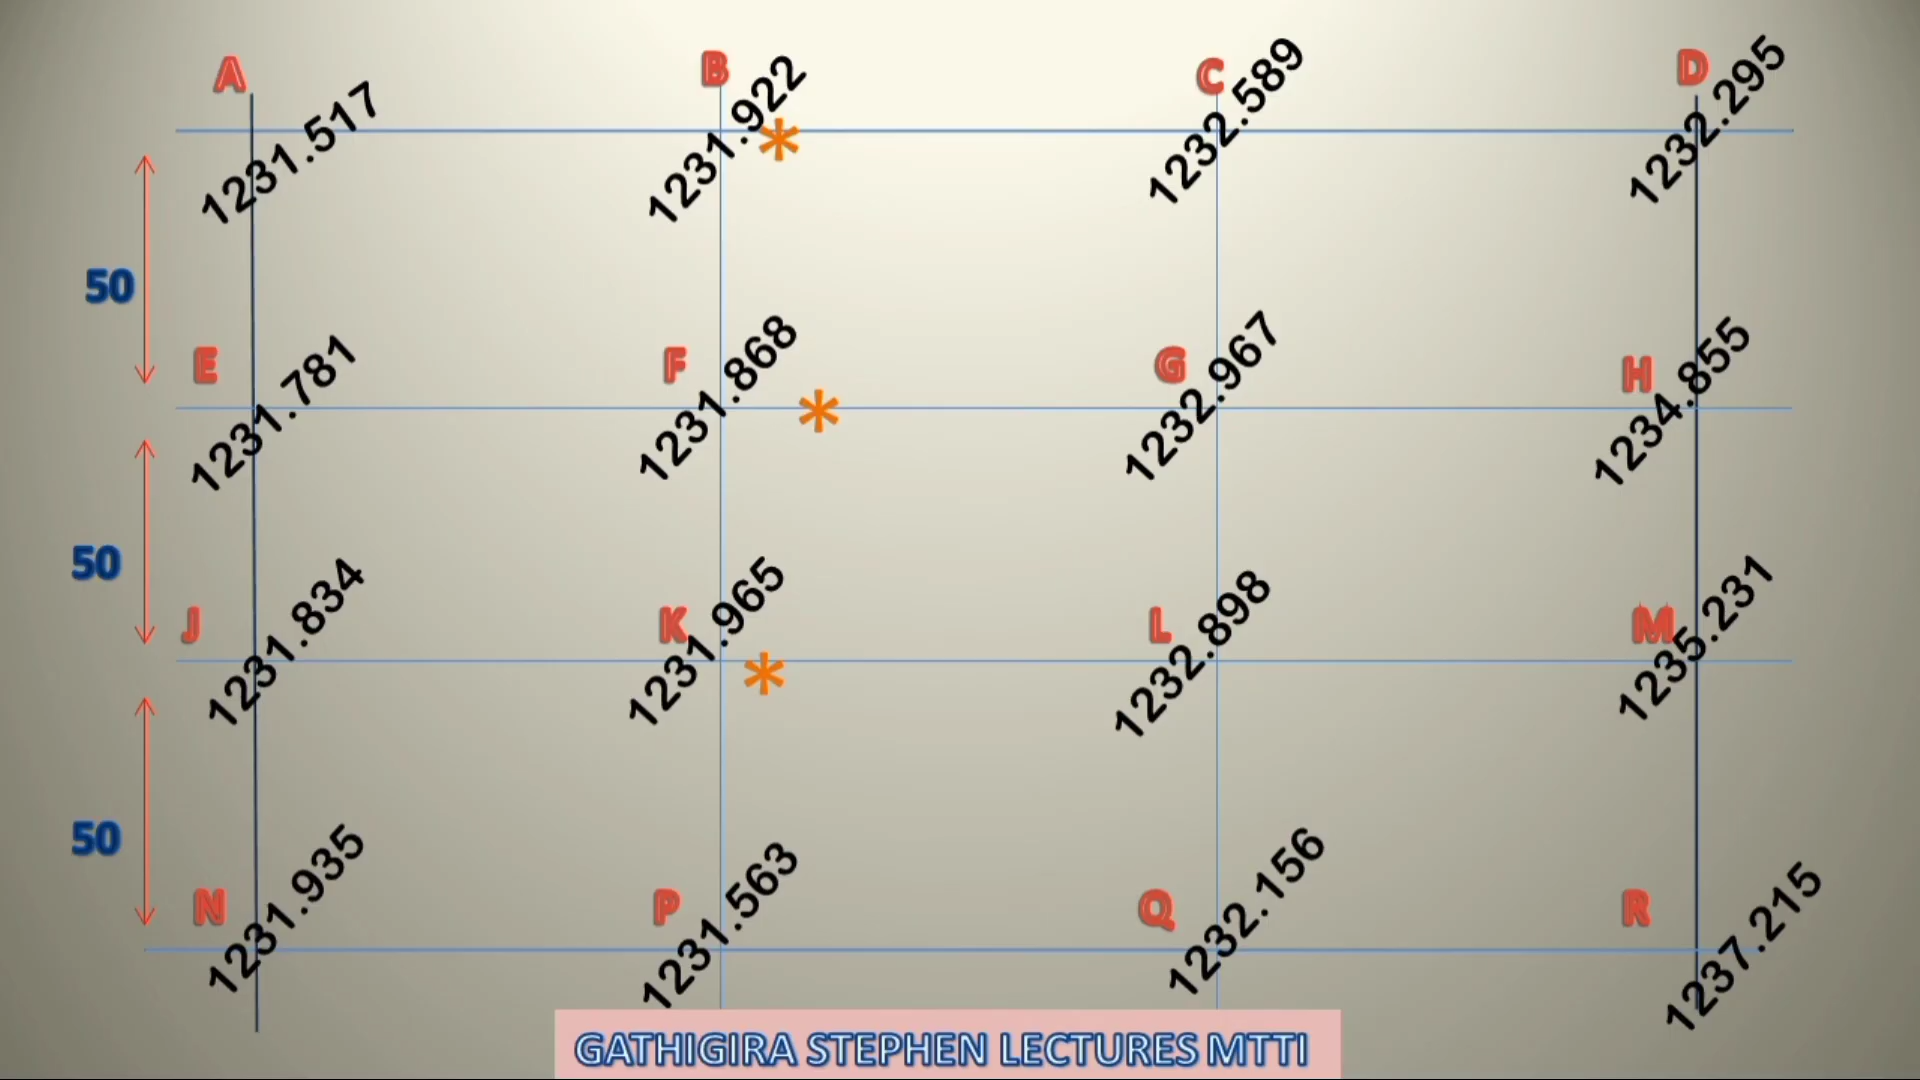 A B C D
1231.517 1231.922 1232.589 1232.295
50
E F G H
1231.781 1231.868 1232.967 1234.855
50
J K L M
1231.834 1231.965 1232.898 1235.231
50
N P Q R
1231.935 1231.563 1232.156 1237.215
GATHIGIRA STEPHEN LECTURES MTTI